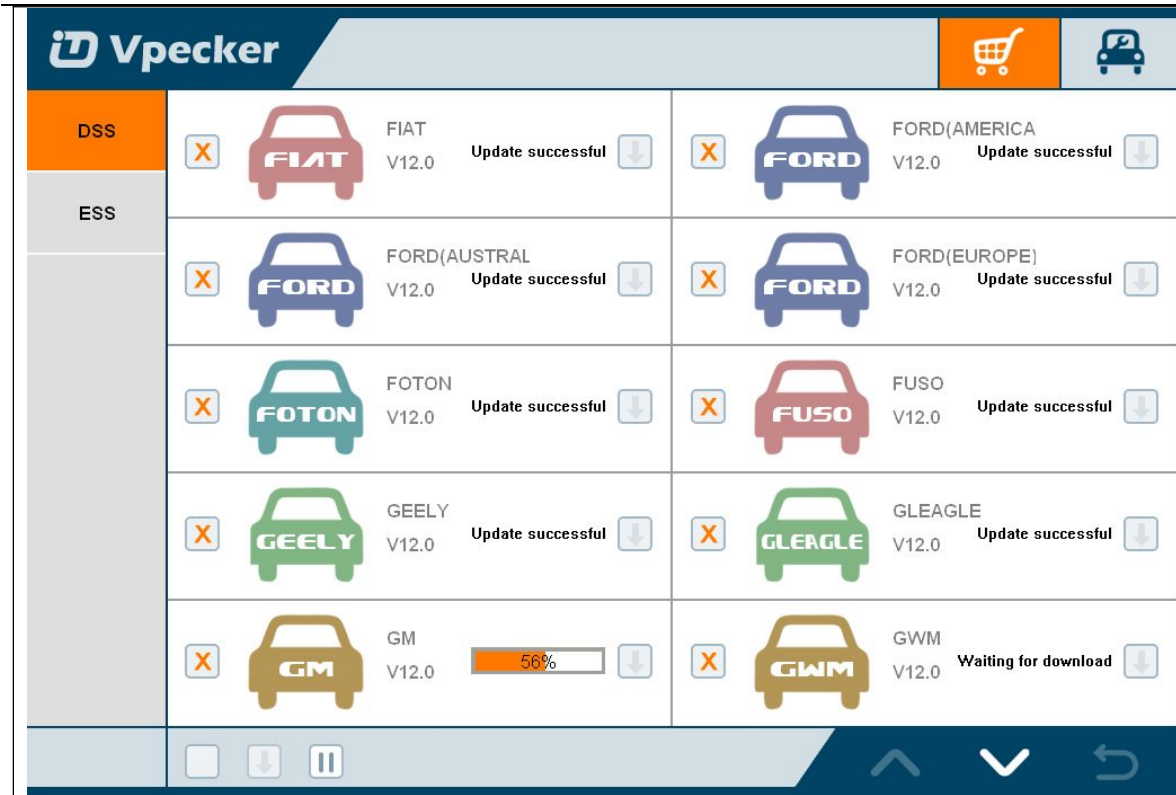 Vpecker
DSS
ESS
FIAT
FIAT
V12.0
Update successful
FORD
FORD(AMERICA
V12.0
Update successful
FORD
FORD(AUSTRAL
V12.0
Update successful
FORD
FORD(EUROPE)
V12.0
Update successful
FOTON
FOTON
V12.0
Update successful
FUSO
FUSO
V12.0
Update successful
GEELY
GEELY
V12.0
Update successful
GLEAGLE
GLEAGLE
V12.0
Update successful
GM
GM
V12.0
56%
GWM
GWM
V12.0
Waiting for download